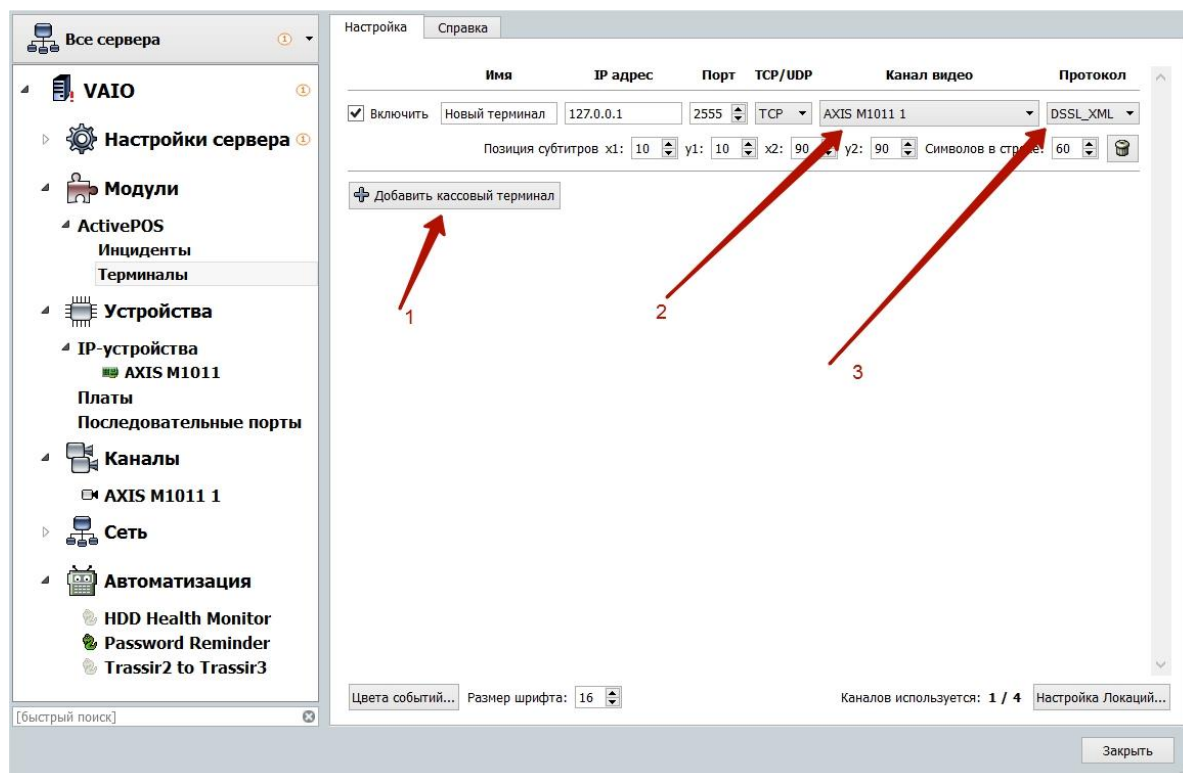 Все сервера
VAIO
Настройки сервера
Модули
ActivePOS
Инциденты
Терминалы
Устройства
IP-устройства
AXIS M1011
Платы
Последовательные порты
Каналы
AXIS M1011 1
Сеть
Автоматизация
HDD Health Monitor
Password Reminder
Trassir2 to Trassir3
[быстрый поиск]
Настройка Справка
Имя IP адрес Порт TCP/UDP Канал видео Протокол
Включить Новый терминал 127.0.0.1 2555 TCP AXIS M1011 1 DSSL_XML
Позиция субтитров x1: 10 y1: 10 x2: 90 y2: 90 Символов в строке: 60
Добавить кассовый терминал
1
2
3
Цвета событий... Размер шрифта: 16 Каналов используется: 1 / 4 Настройка Локаций...
Закрыть